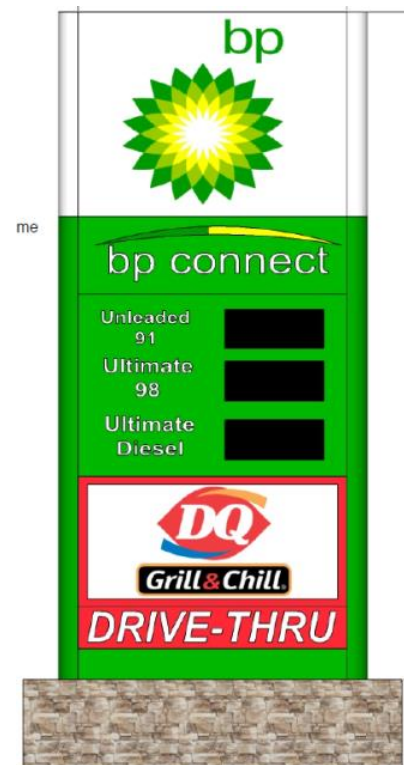 bp
me
bp connect
Unleaded
91
Ultimate
98
Ultimate
Diesel
DQ
Grill & Chill.
DRIVE-THRU